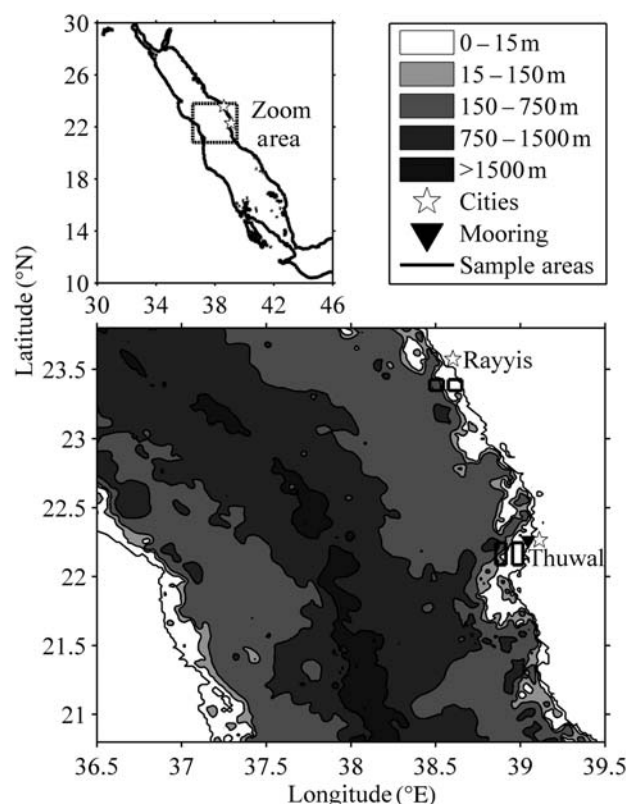 30
26
22
18
14
10
30 34 38 42 46
Zoom
area
0 – 15 m
15 – 150 m
150 – 750 m
750 – 1500 m
>1500 m
Cities
Mooring
Sample areas
Latitude (°N)
23.5
23
22.5
22
21.5
21
Rayyis
Thuwal
36.5 37 37.5 38 38.5 39 39.5
Longitude (°E)